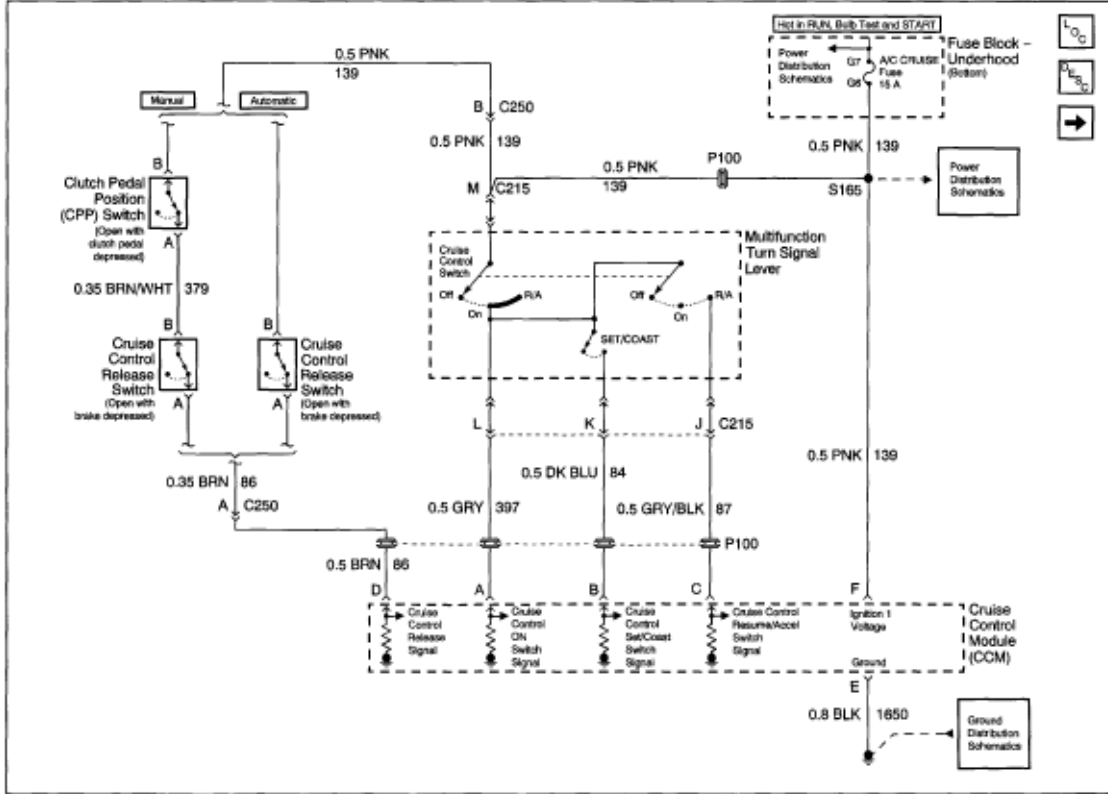 Hot in RUN, Bulb Test and START
Power
Distribution
Schematics
G7
G6
A/C CRUISE
Fuse
15 A
Fuse Block –
Underhood
(Bottom)
LOC
DESC
0.5 PNK
139
Manual
Automatic
B
C250
0.5 PNK
139
0.5 PNK
139
P100
0.5 PNK
139
S165
Power
Distribution
Schematics
M
C215
B
Clutch Pedal
Position
(CPP) Switch
(Open with
clutch pedal
depressed)
A
0.35 BRN/WHT
379
Cruise
Control
Switch
Off
On
R/A
Off
On
R/A
SET/COAST
Multifunction
Turn Signal
Lever
B
Cruise
Control
Release
Switch
(Open with
brake depressed)
A
B
Cruise
Control
Release
Switch
(Open with
brake depressed)
A
L
K
J
C215
0.35 BRN
86
A
C250
0.5 GRY
397
0.5 DK BLU
84
0.5 GRY/BLK
87
0.5 PNK
139
P100
0.5 BRN
86
D
A
B
C
F
Cruise
Control
Release
Signal
Cruise
Control
ON
Switch
Signal
Cruise
Control
Set/Coast
Switch
Signal
Cruise Control
Resume/Accel
Switch
Signal
Ignition 1
Voltage
Ground
Cruise
Control
Module
(CCM)
E
0.8 BLK
1650
Ground
Distribution
Schematics